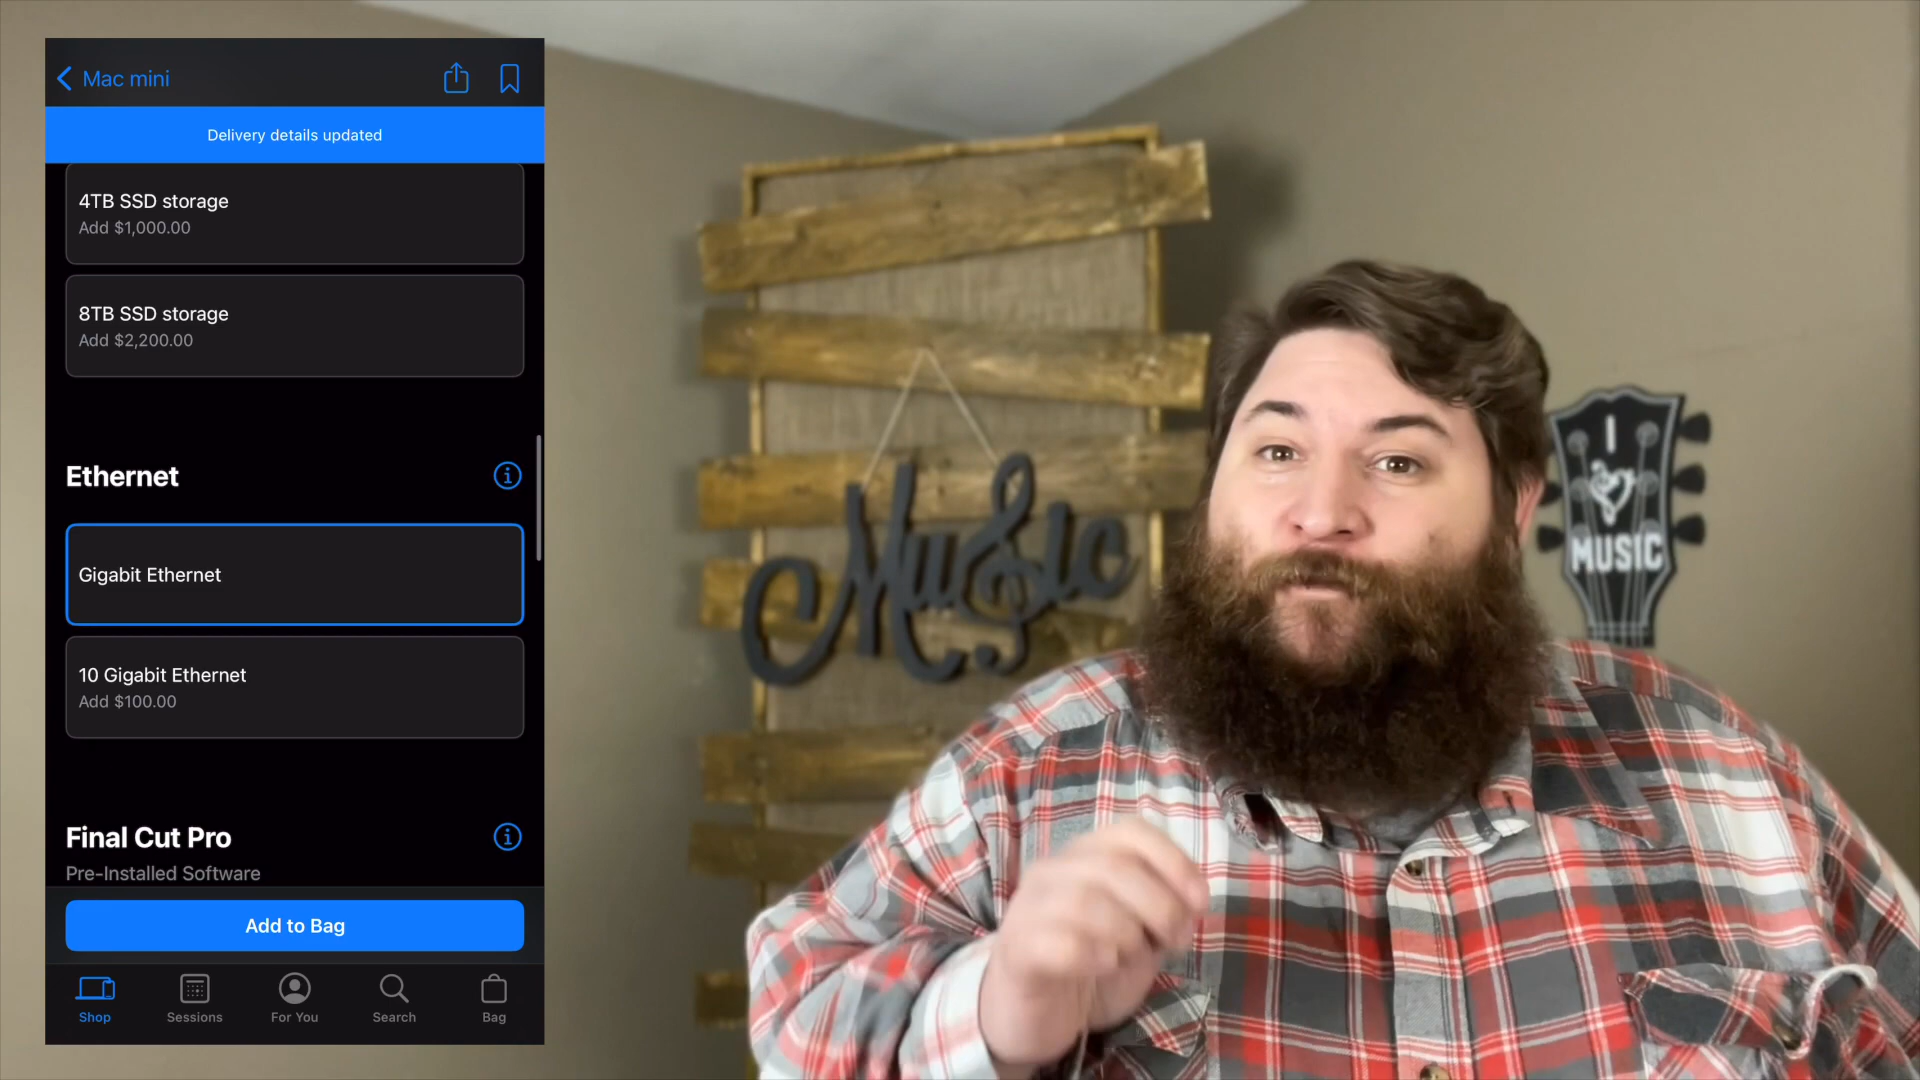 Mac mini
Delivery details updated
4TB SSD storage
Add $1,000.00
8TB SSD storage
Add $2,200.00
Ethernet
Gigabit Ethernet
10 Gigabit Ethernet
Add $100.00
Final Cut Pro
Pre-Installed Software
Add to Bag
Shop
Sessions
For You
Search
Bag
Music
I
MUSIC